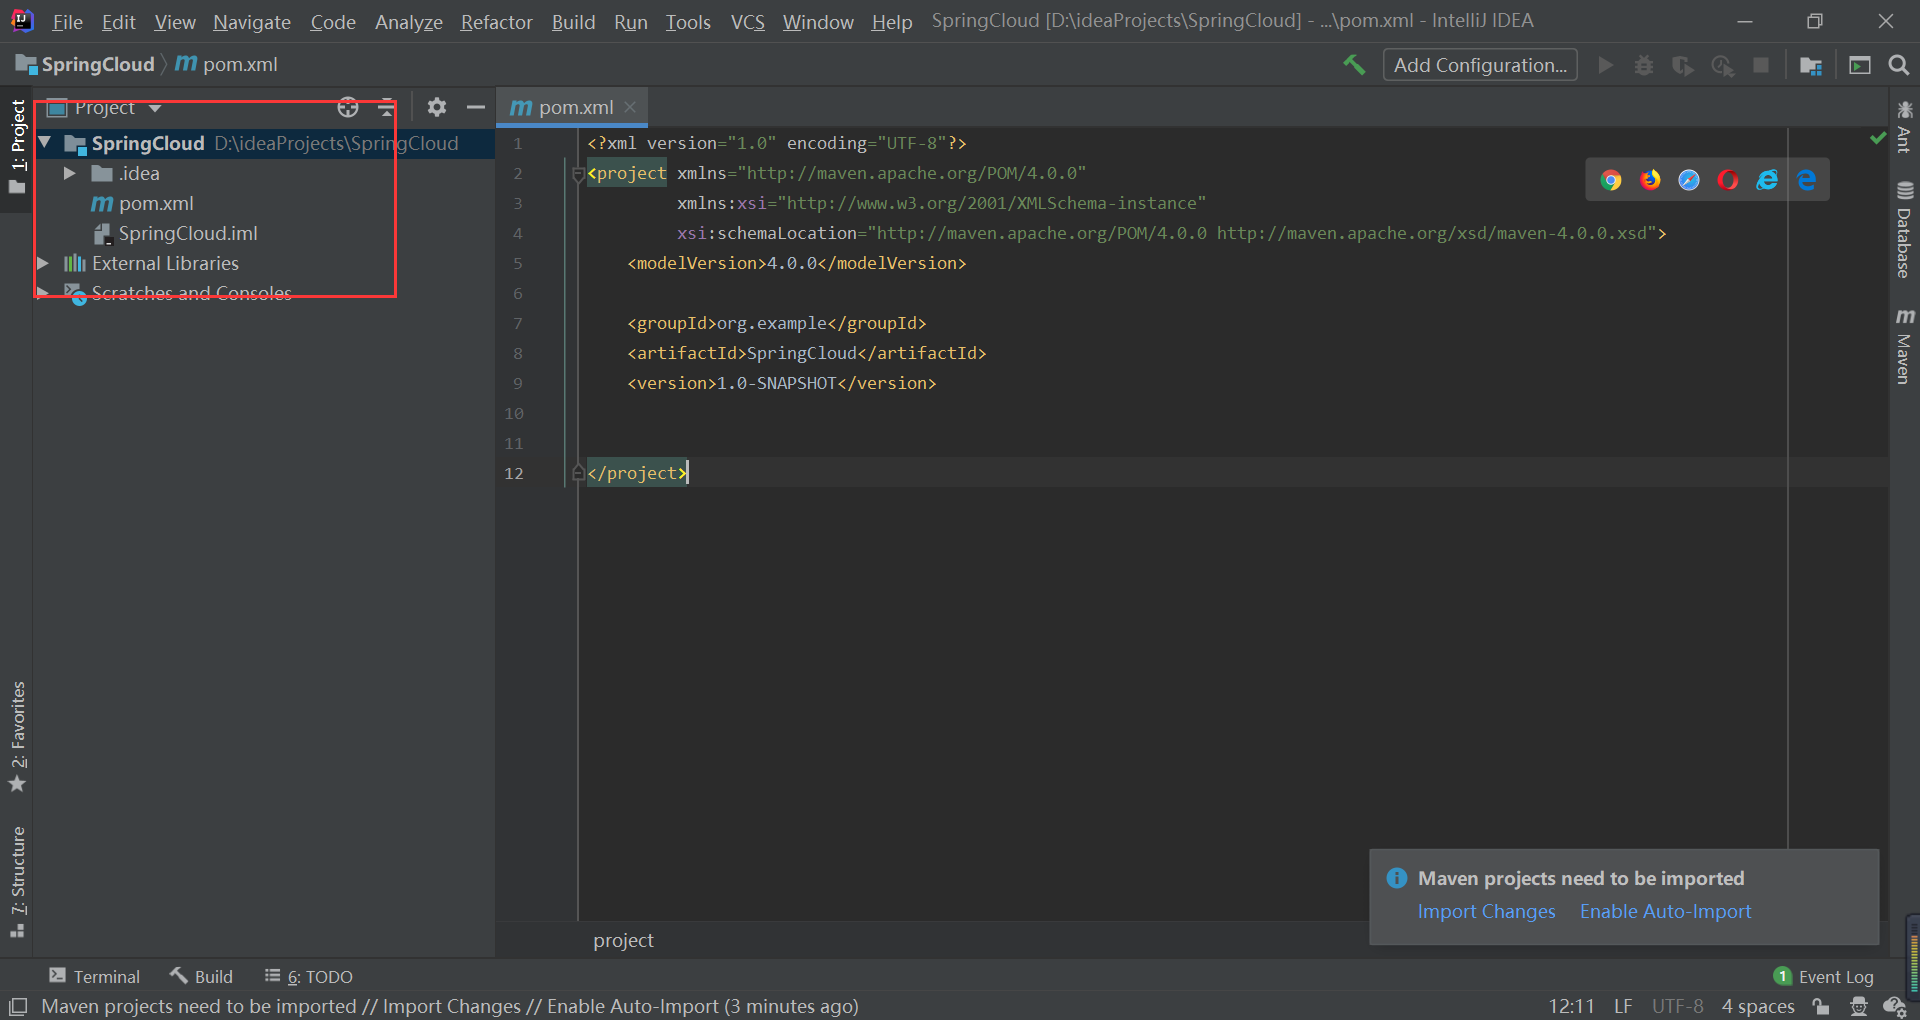 File Edit View Navigate Code Analyze Refactor Build Run Tools VCS Window Help SpringCloud [D:\ideaProjects\SpringCloud] - ...\pom.xml - IntelliJ IDEA
SpringCloud pom.xml Add Configuration...
1: Project
Project
SpringCloud D:\ideaProjects\SpringCloud
.idea
pom.xml
SpringCloud.iml
External Libraries
Scratches and Consoles
2: Favorites
7: Structure
pom.xml
1 <?xml version="1.0" encoding="UTF-8"?>
2 <project xmlns="http://maven.apache.org/POM/4.0.0"
3 xmlns:xsi="http://www.w3.org/2001/XMLSchema-instance"
4 xsi:schemaLocation="http://maven.apache.org/POM/4.0.0 http://maven.apache.org/xsd/maven-4.0.0.xsd">
5 <modelVersion>4.0.0</modelVersion>
6
7 <groupId>org.example</groupId>
8 <artifactId>SpringCloud</artifactId>
9 <version>1.0-SNAPSHOT</version>
10
11
12 </project>
Ant
Database
Maven
Maven projects need to be imported
Import Changes Enable Auto-Import
project
Terminal Build 6: TODO 1 Event Log
Maven projects need to be imported // Import Changes // Enable Auto-Import (3 minutes ago) 12:11 LF UTF-8 4 spaces